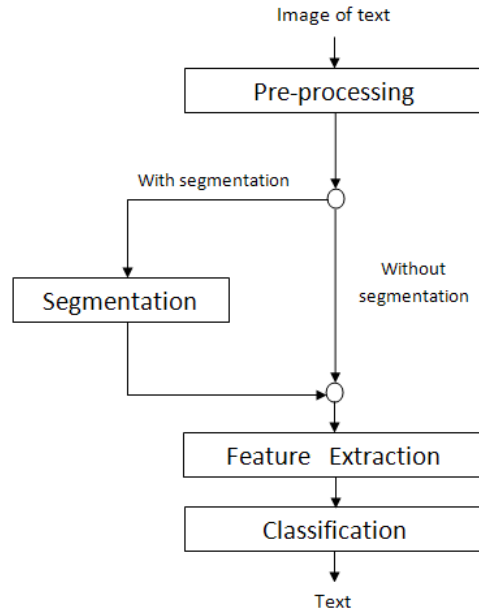 Image of text
Pre-processing
With segmentation
Without
segmentation
Segmentation
Feature Extraction
Classification
Text